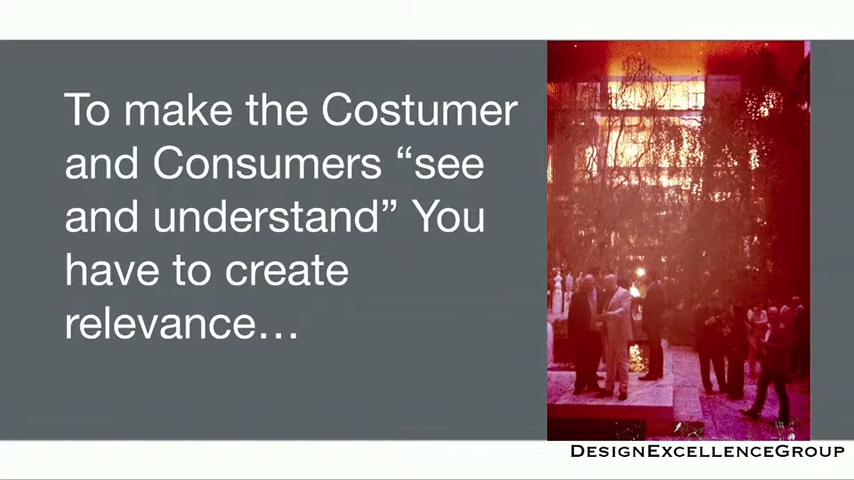 To make the Costumer
and Consumers “see
and understand” You
have to create
relevance…
DesignExcellenceGroup